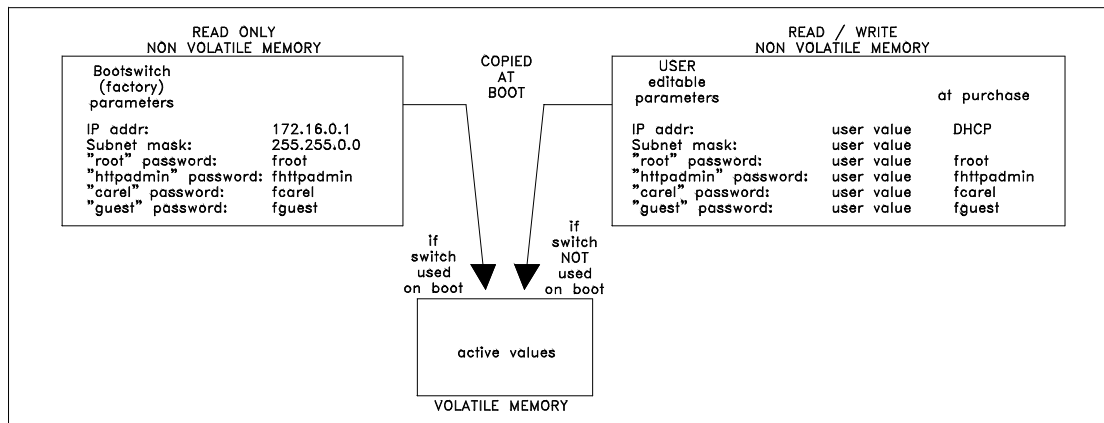 READ ONLY
NON VOLATILE MEMORY
Bootswitch
(factory)
parameters
IP addr: 172.16.0.1
Subnet mask: 255.255.0.0
"root" password: froot
"httpadmin" password: fhttpadmin
"carel" password: fcarel
"guest" password: fguest
COPIED
AT
BOOT
READ / WRITE
NON VOLATILE MEMORY
USER
editable
parameters
at purchase
IP addr: user value DHCP
Subnet mask: user value
"root" password: user value froot
"httpadmin" password: user value fhttpadmin
"carel" password: user value fcarel
"guest" password: user value fguest
if
switch
used
on boot
if
switch
NOT
used
on boot
active values
VOLATILE MEMORY